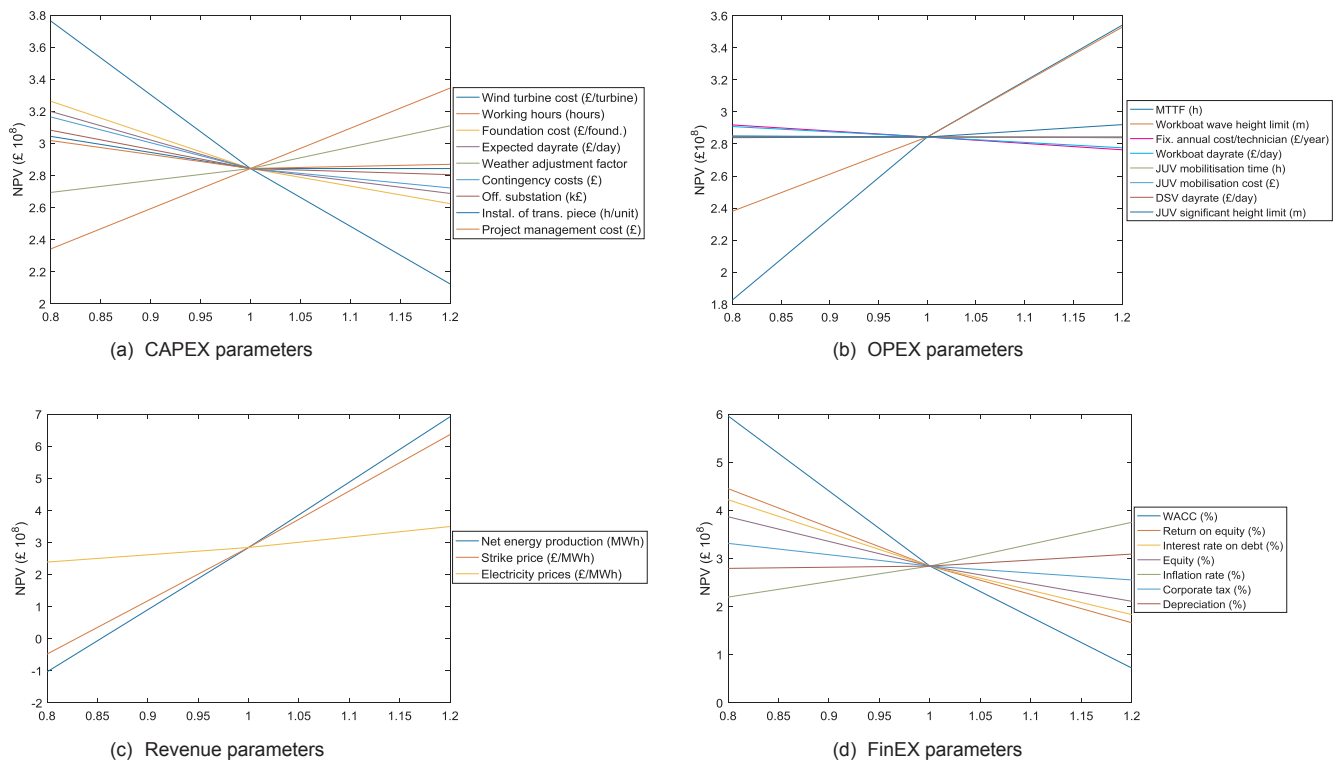 3.8
3.6
3.4
3.2
3
2.8
2.6
2.4
2.2
2
NPV (£ 10^8)
0.8 0.85 0.9 0.95 1 1.05 1.1 1.15 1.2
Wind turbine cost (£/turbine)
Working hours (hours)
Foundation cost (£/found.)
Expected dayrate (£/day)
Weather adjustment factor
Contingency costs (£)
Off. substation (k£)
Instal. of trans. piece (h/unit)
Project management cost (£)
(a) CAPEX parameters
3.6
3.4
3.2
3
2.8
2.6
2.4
2.2
2
1.8
NPV (£ 10^8)
0.8 0.85 0.9 0.95 1 1.05 1.1 1.15 1.2
MTTF (h)
Workboat wave height limit (m)
Fix. annual cost/technician (£/year)
Workboat dayrate (£/day)
JUV mobilitisation time (h)
JUV mobilisation cost (£)
DSV dayrate (£/day)
JUV significant height limit (m)
(b) OPEX parameters
7
6
5
4
3
2
1
0
-1
-2
NPV (£ 10^8)
0.8 0.85 0.9 0.95 1 1.05 1.1 1.15 1.2
Net energy production (MWh)
Strike price (£/MWh)
Electricity prices (£/MWh)
(c) Revenue parameters
6
5
4
3
2
1
0
NPV (£ 10^8)
0.8 0.85 0.9 0.95 1 1.05 1.1 1.15 1.2
WACC (%)
Return on equity (%)
Interest rate on debt (%)
Equity (%)
Inflation rate (%)
Corporate tax (%)
Depreciation (%)
(d) FinEX parameters